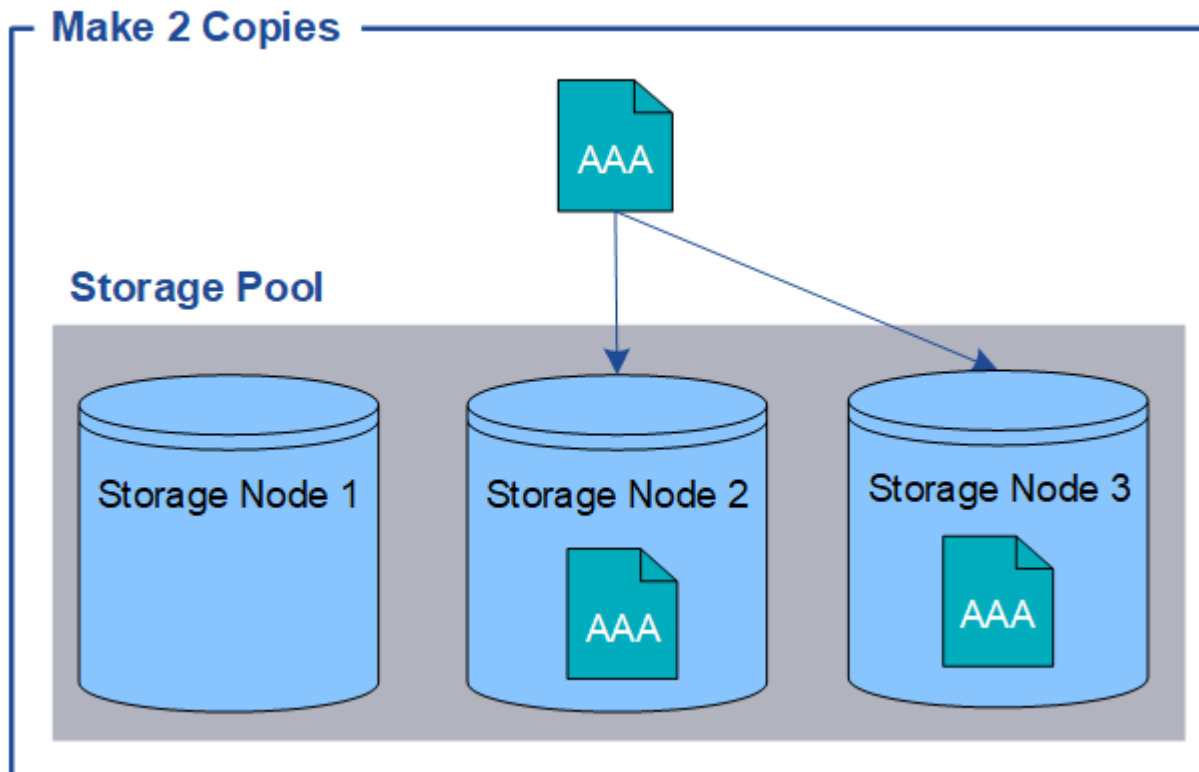 Make 2 Copies
AAA
Storage Pool
Storage Node 1
Storage Node 2
Storage Node 3
AAA
AAA